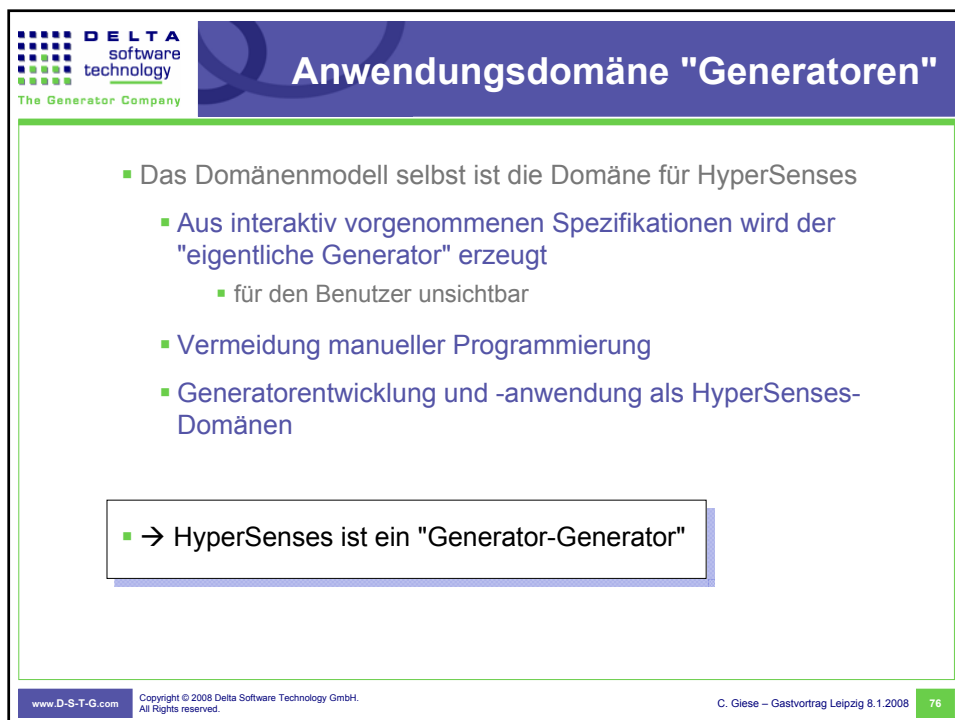 DELTA
software
technology
The Generator Company
Anwendungsdomäne "Generatoren"
▪ Das Domänenmodell selbst ist die Domäne für HyperSenses
▪ Aus interaktiv vorgenommenen Spezifikationen wird der
"eigentliche Generator" erzeugt
▪ für den Benutzer unsichtbar
▪ Vermeidung manueller Programmierung
▪ Generatorentwicklung und -anwendung als HyperSenses-
Domänen
▪ → HyperSenses ist ein "Generator-Generator"
www.D-S-T-G.com
Copyright © 2008 Delta Software Technology GmbH.
All Rights reserved.
C. Giese – Gastvortrag Leipzig 8.1.2008
76